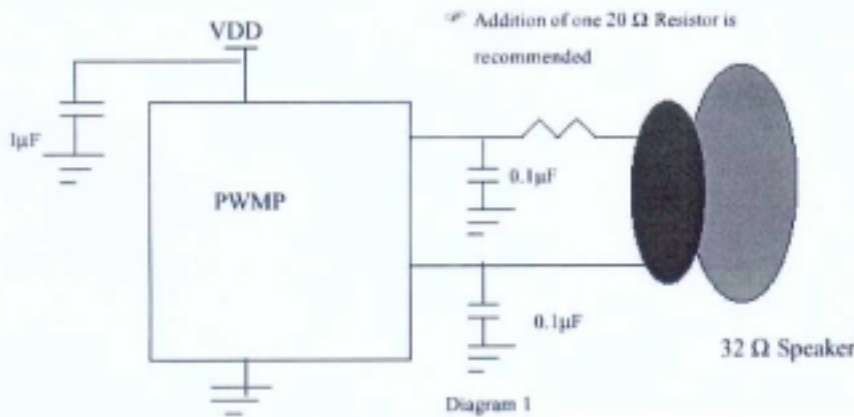 ☞ Addition of one 20 Ω Resistor is
recommended
VDD
1μF
PWMP
0.1μF
0.1μF
32 Ω Speaker
Diagram 1